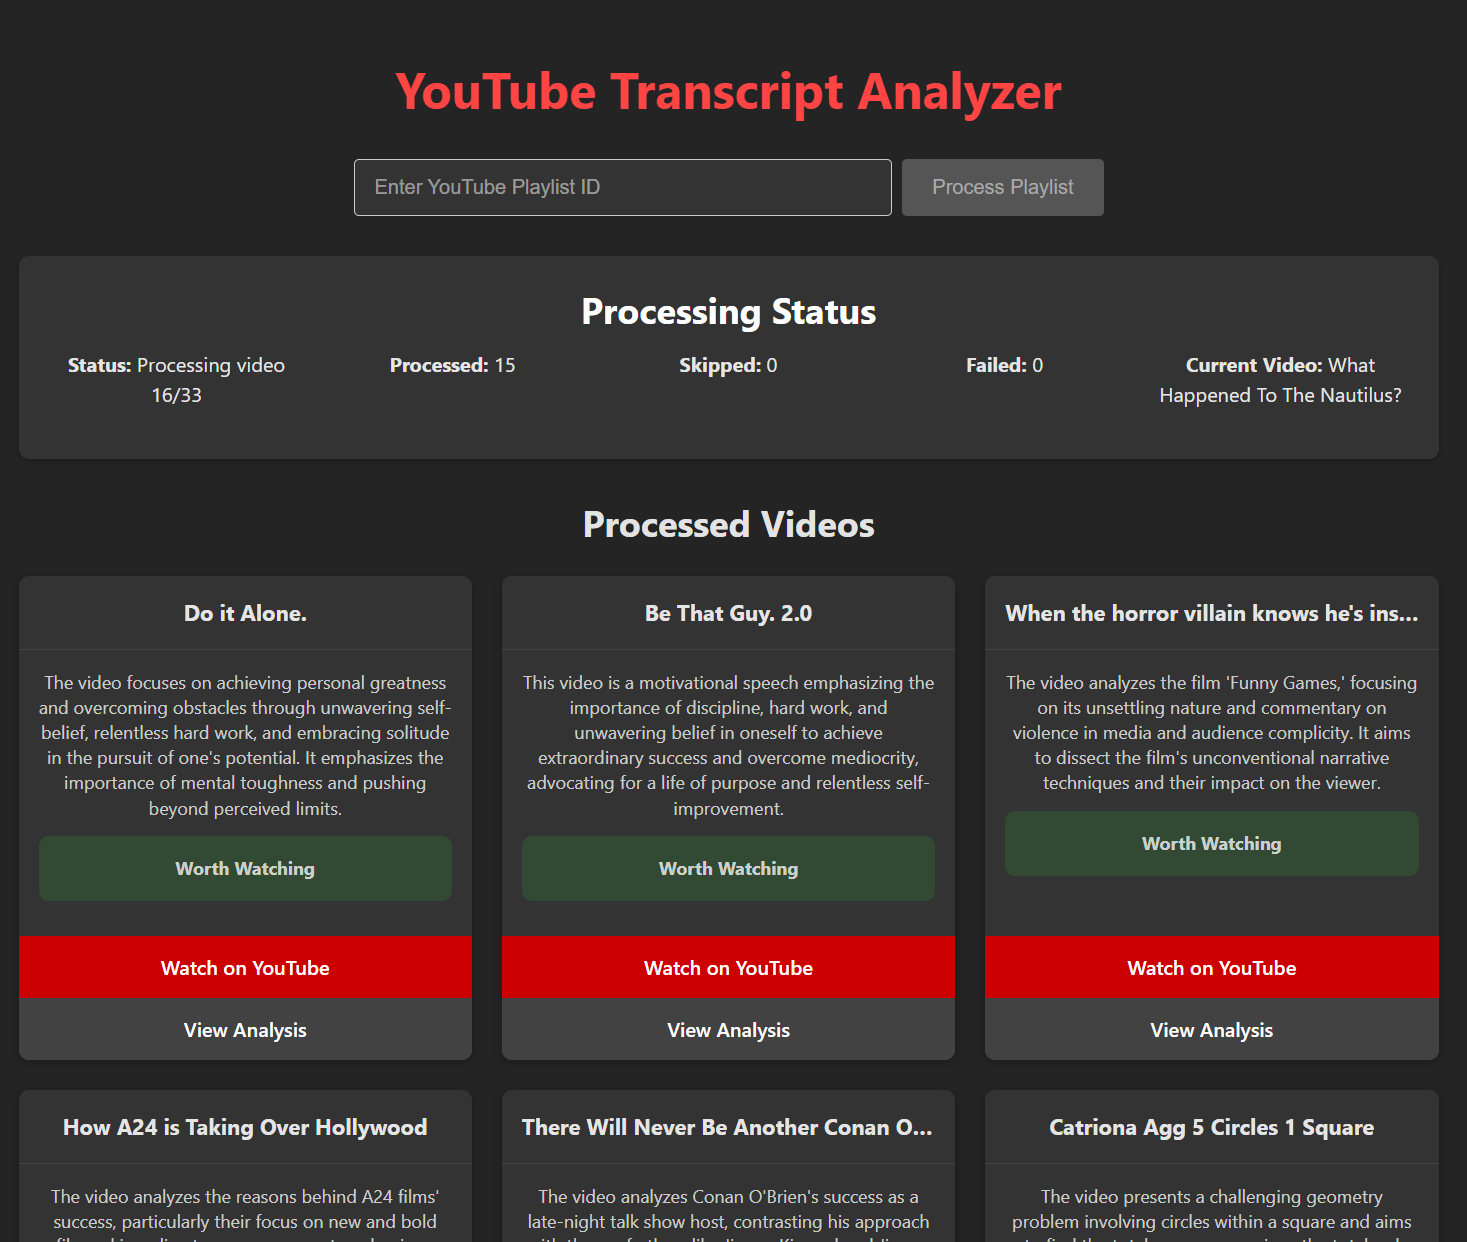 YouTube Transcript Analyzer
Enter YouTube Playlist ID
Process Playlist
Processing Status
Status: Processing video
16/33
Processed: 15
Skipped: 0
Failed: 0
Current Video: What
Happened To The Nautilus?
Processed Videos
Do it Alone.
The video focuses on achieving personal greatness
and overcoming obstacles through unwavering self-
belief, relentless hard work, and embracing solitude
in the pursuit of one's potential. It emphasizes the
importance of mental toughness and pushing
beyond perceived limits.
Worth Watching
Watch on YouTube
View Analysis
Be That Guy. 2.0
This video is a motivational speech emphasizing the
importance of discipline, hard work, and
unwavering belief in oneself to achieve
extraordinary success and overcome mediocrity,
advocating for a life of purpose and relentless self-
improvement.
Worth Watching
Watch on YouTube
View Analysis
When the horror villain knows he's ins...
The video analyzes the film 'Funny Games,' focusing
on its unsettling nature and commentary on
violence in media and audience complicity. It aims
to dissect the film's unconventional narrative
techniques and their impact on the viewer.
Worth Watching
Watch on YouTube
View Analysis
How A24 is Taking Over Hollywood
The video analyzes the reasons behind A24 films'
success, particularly their focus on new and bold
There Will Never Be Another Conan O...
The video analyzes Conan O'Brien's success as a
late-night talk show host, contrasting his approach
Catriona Agg 5 Circles 1 Square
The video presents a challenging geometry
problem involving circles within a square and aims